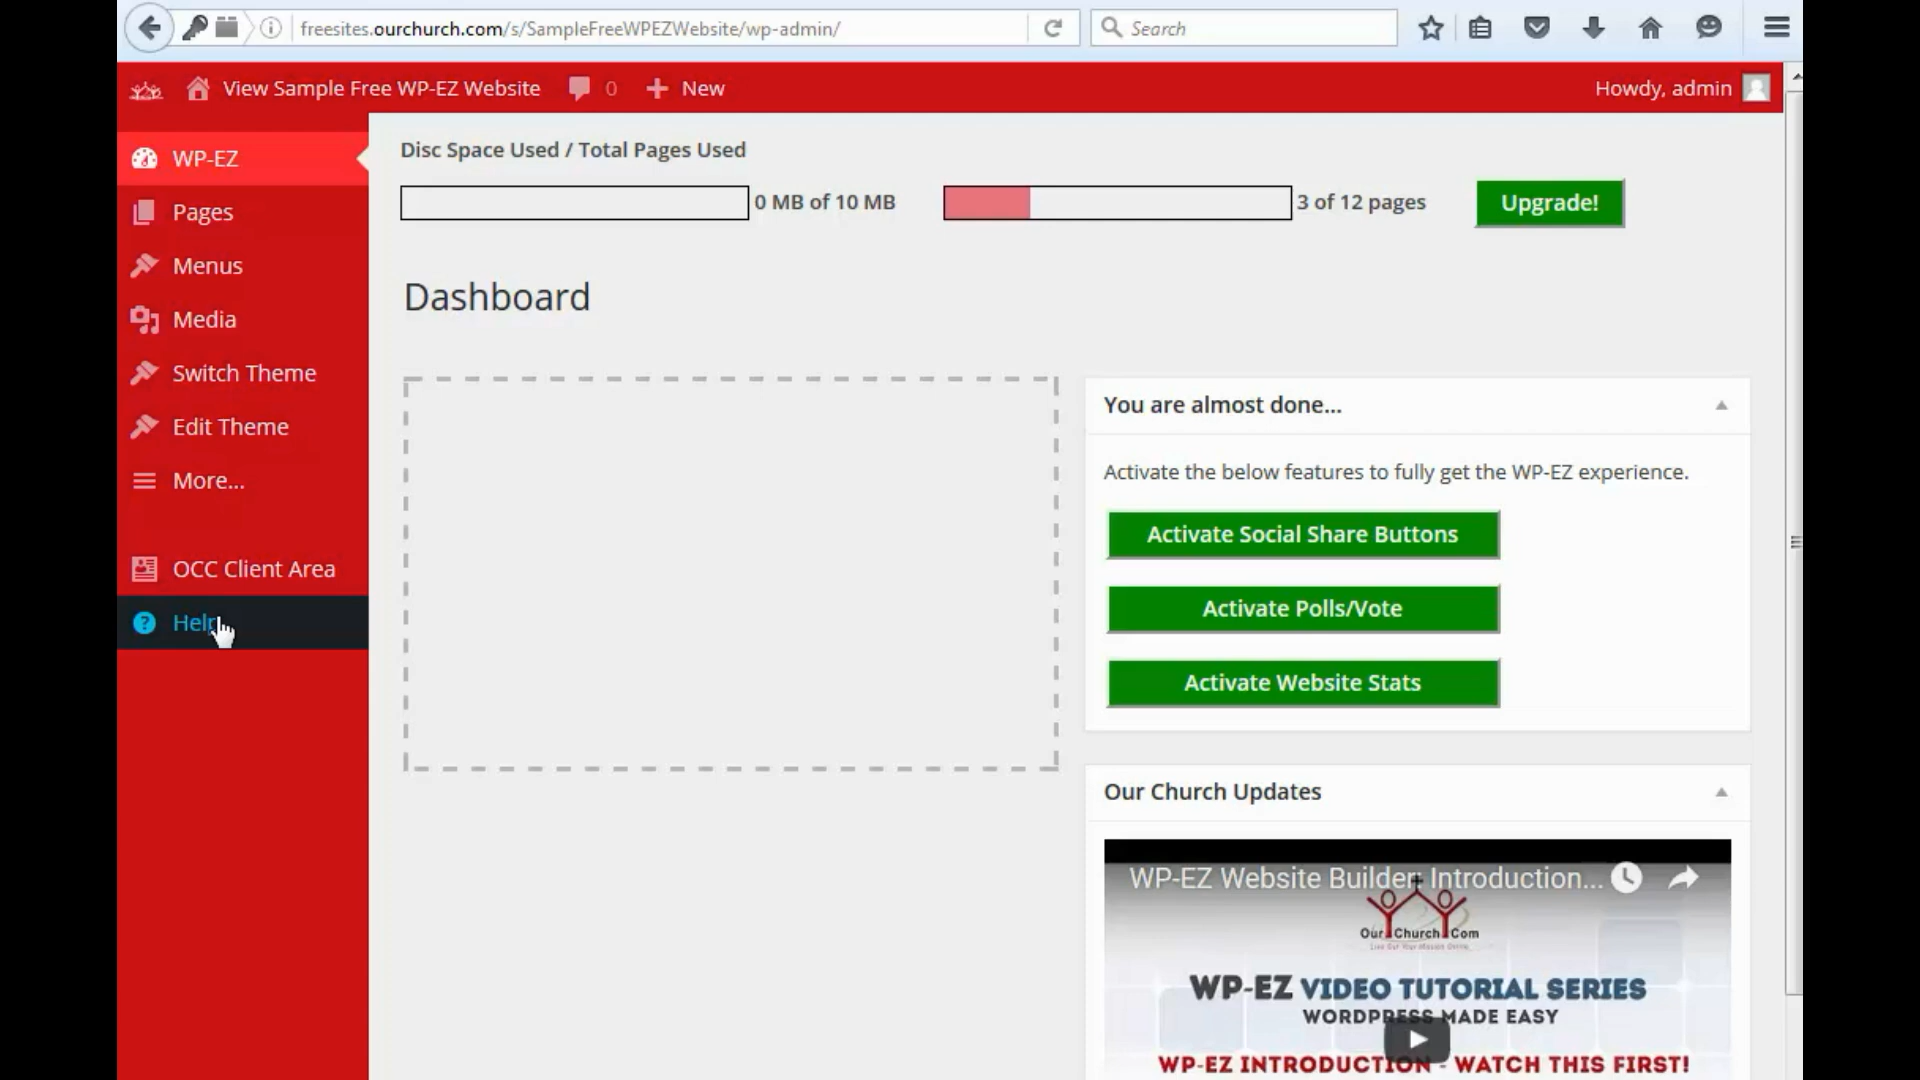 freesites.ourchurch.com/s/SampleFreeWPEZWebsite/wp-admin/
Search
View Sample Free WP-EZ Website
0
New
Howdy, admin
WP-EZ
Pages
Menus
Media
Switch Theme
Edit Theme
More...
OCC Client Area
Help
Disc Space Used / Total Pages Used
0 MB of 10 MB
3 of 12 pages
Upgrade!
Dashboard
You are almost done...
Activate the below features to fully get the WP-EZ experience.
Activate Social Share Buttons
Activate Polls/Vote
Activate Website Stats
Our Church Updates
WP-EZ Website Builder: Introduction...
Our Church.Com
WP-EZ VIDEO TUTORIAL SERIES
WORDPRESS MADE EASY
WP-EZ INTRODUCTION - WATCH THIS FIRST!